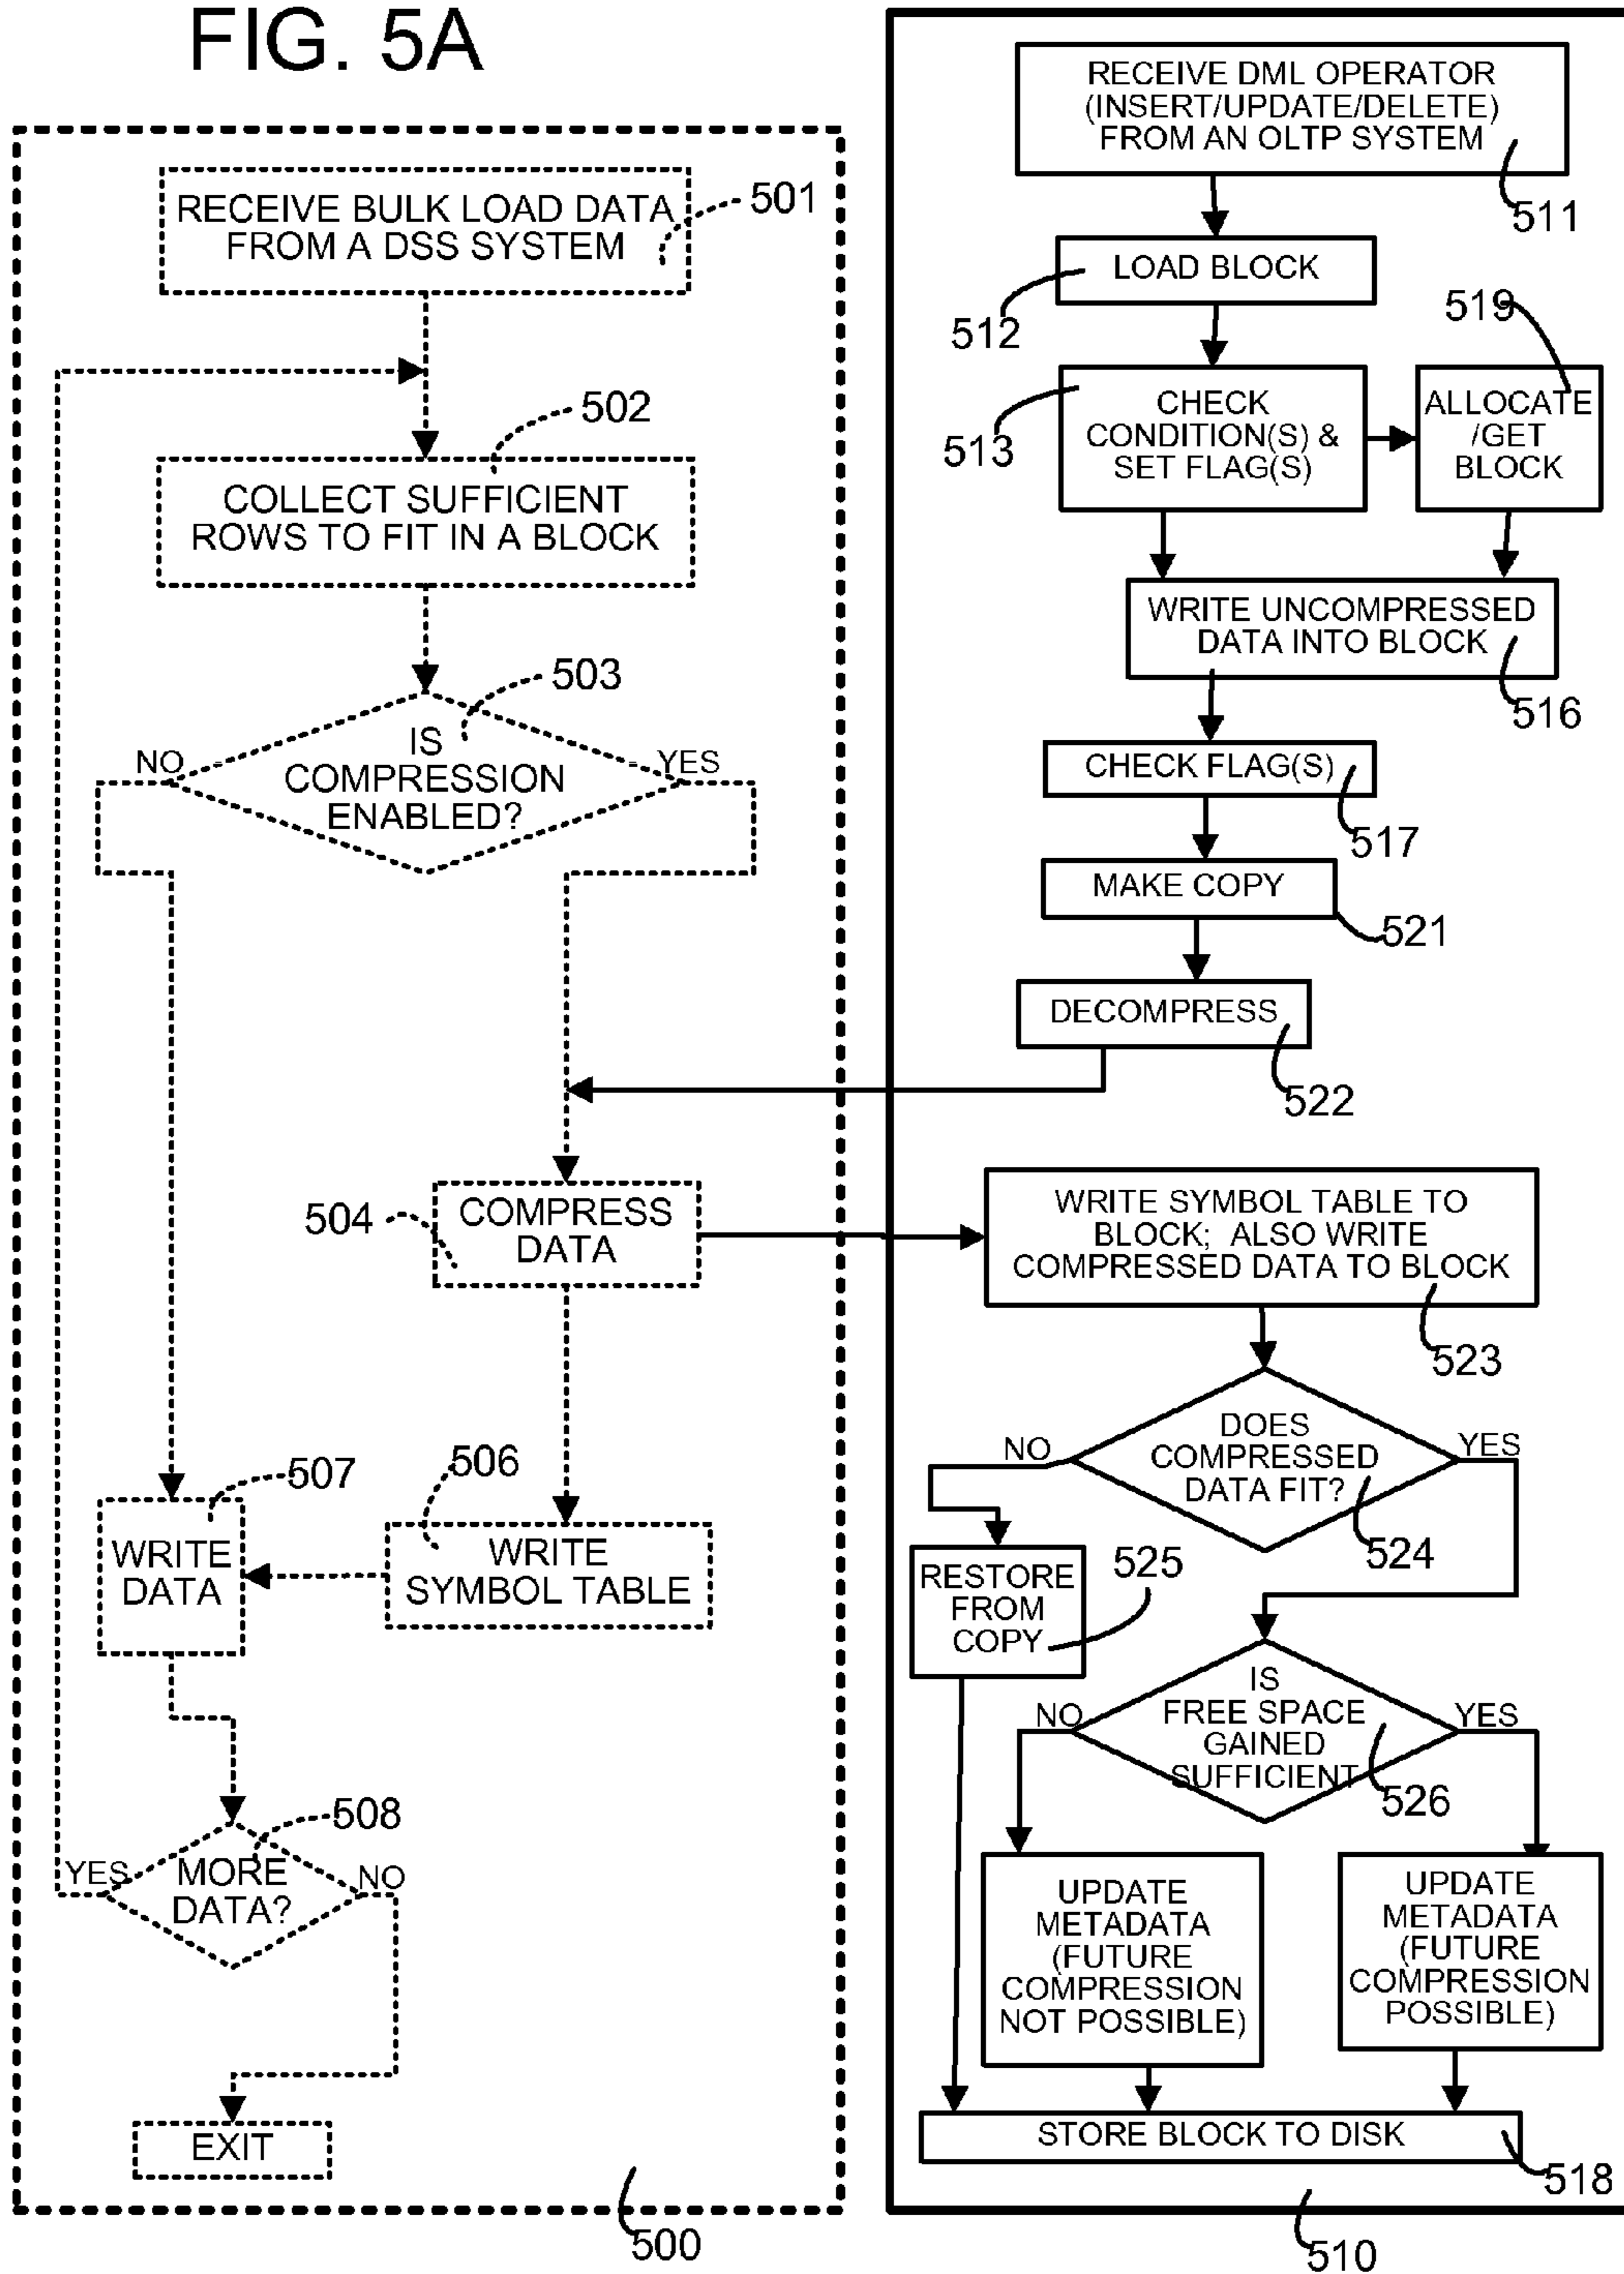 FIG. 5A
RECEIVE BULK LOAD DATA
FROM A DSS SYSTEM
501
502
COLLECT SUFFICIENT
ROWS TO FIT IN A BLOCK
503
NO
IS
COMPRESSION
ENABLED?
YES
504
COMPRESS
DATA
507
506
WRITE
DATA
WRITE
SYMBOL TABLE
508
YES
MORE
DATA?
NO
EXIT
500
RECEIVE DML OPERATOR
(INSERT/UPDATE/DELETE)
FROM AN OLTP SYSTEM
511
LOAD BLOCK
512
519
513
CHECK
CONDITION(S) &
SET FLAG(S)
ALLOCATE
/GET
BLOCK
WRITE UNCOMPRESSED
DATA INTO BLOCK
516
CHECK FLAG(S)
517
MAKE COPY
521
DECOMPRESS
522
WRITE SYMBOL TABLE TO
BLOCK; ALSO WRITE
COMPRESSED DATA TO BLOCK
523
NO
DOES
COMPRESSED
DATA FIT?
YES
524
RESTORE
FROM
COPY
525
NO
IS
FREE SPACE
GAINED
SUFFICIENT
YES
526
UPDATE
METADATA
(FUTURE
COMPRESSION
NOT POSSIBLE)
UPDATE
METADATA
(FUTURE
COMPRESSION
POSSIBLE)
STORE BLOCK TO DISK
518
510